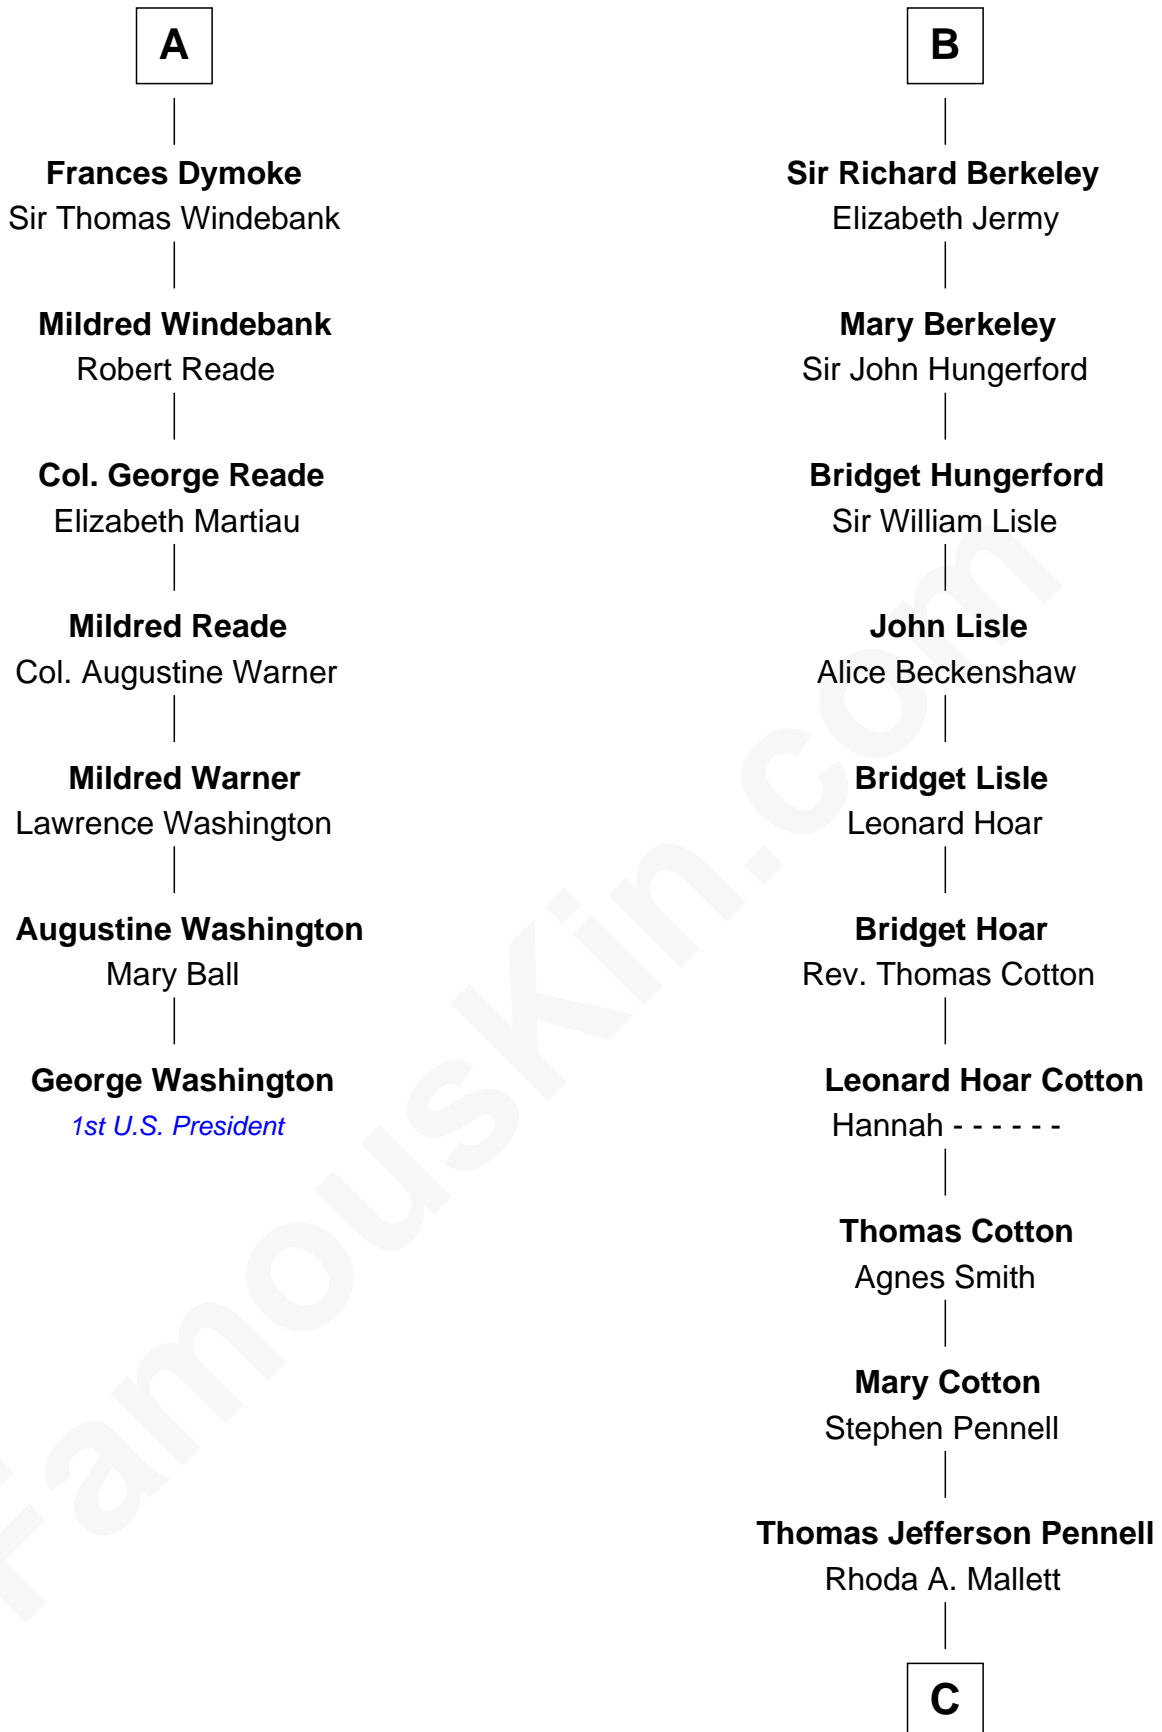 A
Frances Dymoke
Sir Thomas Windebank
Mildred Windebank
Robert Reade
Col. George Reade
Elizabeth Martiau
Mildred Reade
Col. Augustine Warner
Mildred Warner
Lawrence Washington
Augustine Washington
Mary Ball
George Washington
1st U.S. President
B
Sir Richard Berkeley
Elizabeth Jermy
Mary Berkeley
Sir John Hungerford
Bridget Hungerford
Sir William Lisle
John Lisle
Alice Beckenshaw
Bridget Lisle
Leonard Hoar
Bridget Hoar
Rev. Thomas Cotton
Leonard Hoar Cotton
Hannah - - - - - -
Thomas Cotton
Agnes Smith
Mary Cotton
Stephen Pennell
Thomas Jefferson Pennell
Rhoda A. Mallett
C
FamousKin.com